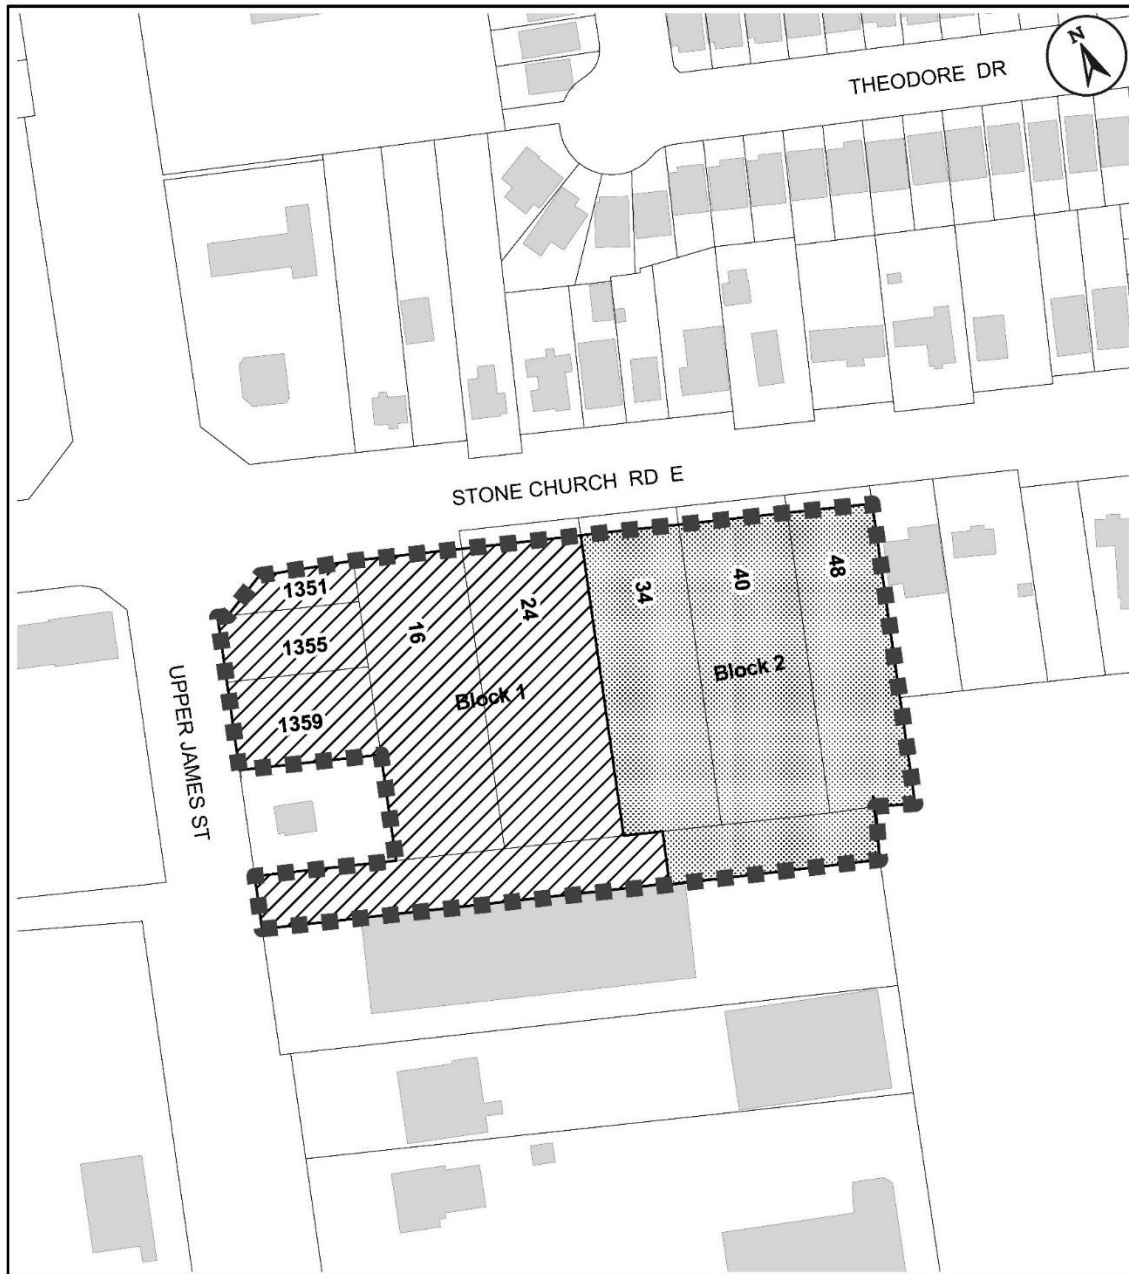 N
THEODORE DR
STONE CHURCH RD E
1351
1355
1359
16
24
34
40
48
Block 1
Block 2
UPPER JAMES ST